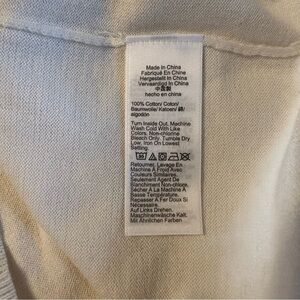 Made In China
Fabriqué En Chine
Hergestellt In China
Vervaardigd In China
中国製
hecho en china
100% Cotton/ Coton/
Baumwolle/ Katoen/ 綿/
algodón
Turn Inside Out. Machine
Wash Cold With Like
Colors. Non-chlorine
Bleach Only. Tumble Dry
Low. Iron On Lowest
Setting.
Retourner. Lavage En
Machine À Froid Avec
Couleurs Similaires.
Seulement Agent De
Blanchiment Non-chlore.
Sécher À La Machine À
Basse Température.
Repasser À Fer Doux Si
Nécessaire.
Auf Links Drehen.
Maschinenwäsche Kalt.
Mit Ähnlichen Farben